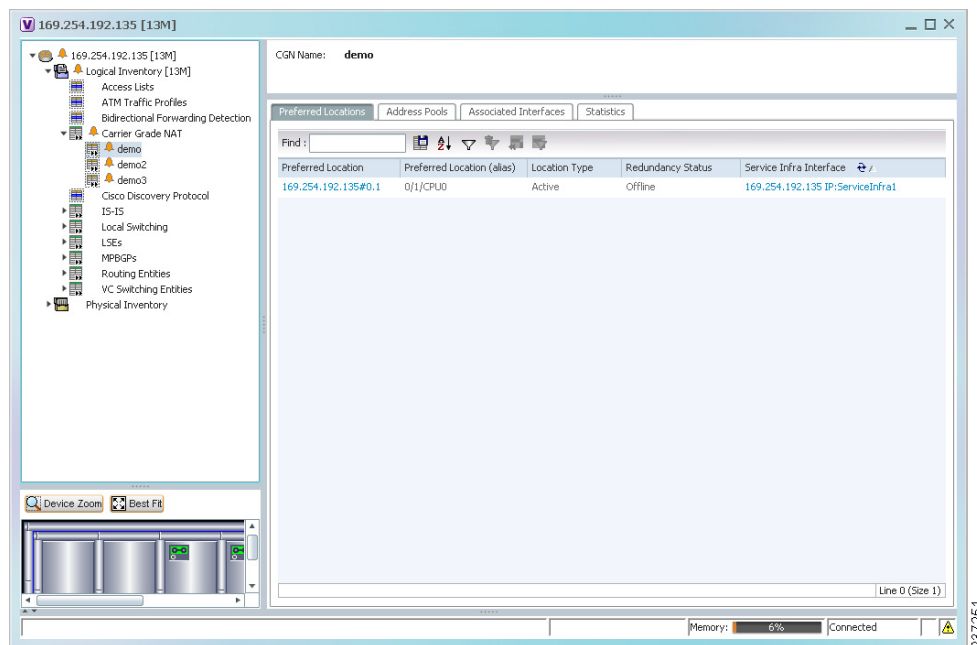 169.254.192.135 [13M]
169.254.192.135 [13M]
Logical Inventory [13M]
Access Lists
ATM Traffic Profiles
Bidirectional Forwarding Detection
Carrier Grade NAT
demo
demo2
demo3
Cisco Discovery Protocol
IS-IS
Local Switching
LSEs
MPBGPs
Routing Entities
VC Switching Entities
Physical Inventory
Device Zoom Best Fit
CGN Name: demo
Preferred Locations Address Pools Associated Interfaces Statistics
Find :
Preferred Location Preferred Location (alias) Location Type Redundancy Status Service Infra Interface
169.254.192.135#0.1 0/1/CPU0 Active Offline 169.254.192.135 IP:ServiceInfra1
Line 0 (Size 1)
Memory: 6% Connected